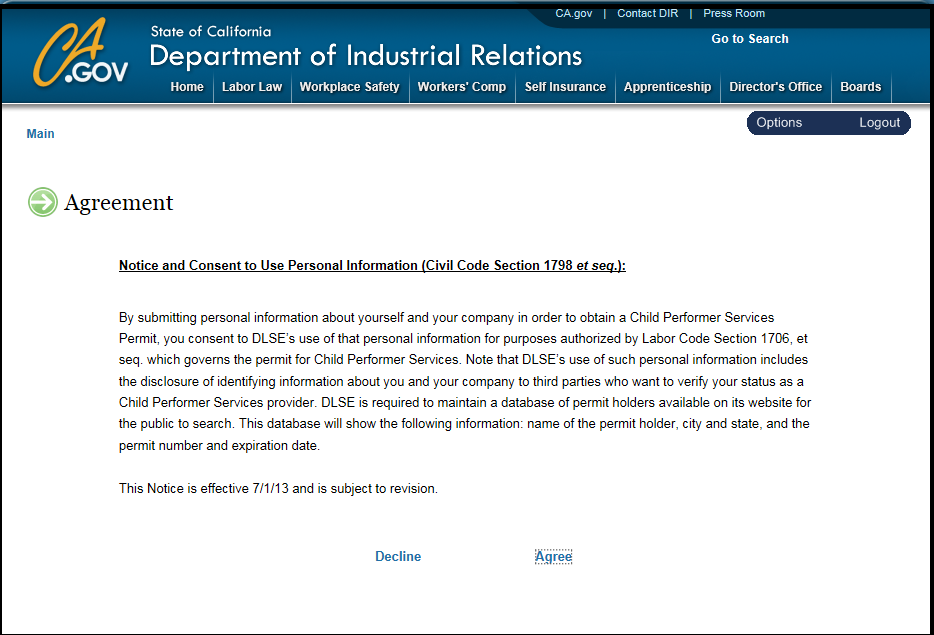 CA.gov | Contact DIR | Press Room
CA.GOV
State of California
Go to Search
Department of Industrial Relations
Home Labor Law Workplace Safety Workers' Comp Self Insurance Apprenticeship Director's Office Boards
Options Logout
Main
Agreement
Notice and Consent to Use Personal Information (Civil Code Section 1798 et seq.):
By submitting personal information about yourself and your company in order to obtain a Child Performer Services
Permit, you consent to DLSE's use of that personal information for purposes authorized by Labor Code Section 1706, et
seq. which governs the permit for Child Performer Services. Note that DLSE's use of such personal information includes
the disclosure of identifying information about you and your company to third parties who want to verify your status as a
Child Performer Services provider. DLSE is required to maintain a database of permit holders available on its website for
the public to search. This database will show the following information: name of the permit holder, city and state, and the
permit number and expiration date.
This Notice is effective 7/1/13 and is subject to revision.
Decline Agree